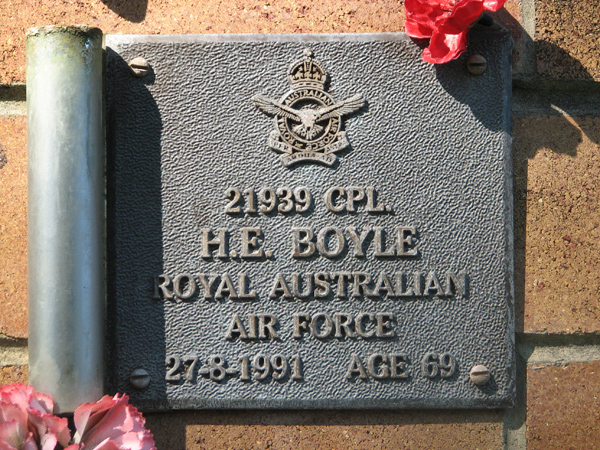 21939 CPL.
H.E. BOYLE
ROYAL AUSTRALIAN
AIR FORCE
27-8-1991 AGE 69